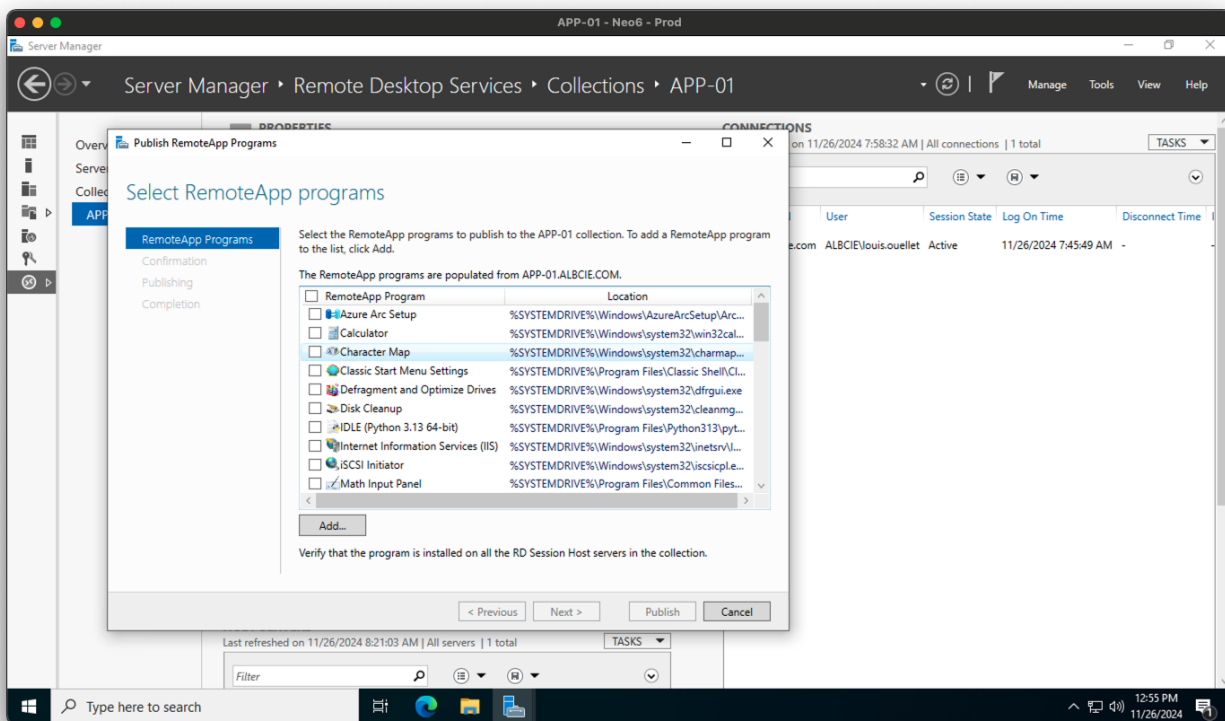 APP-01 - Neo6 - Prod
Server Manager
Server Manager Remote Desktop Services Collections APP-01
Manage Tools View Help
PROPERTIES
CONNECTIONS
on 11/26/2024 7:58:32 AM | All connections | 1 total
TASKS
Overv
Server
Collec
APP
User Session State Log On Time Disconnect Time
e.com ALBCIE\louis.ouellet Active 11/26/2024 7:45:49 AM -
Publish RemoteApp Programs
Select RemoteApp programs
RemoteApp Programs
Confirmation
Publishing
Completion
Select the RemoteApp programs to publish to the APP-01 collection. To add a RemoteApp program
to the list, click Add.
The RemoteApp programs are populated from APP-01.ALBCIE.COM.
RemoteApp Program Location
Azure Arc Setup %SYSTEMDRIVE%\Windows\AzureArcSetup\Arc...
Calculator %SYSTEMDRIVE%\Windows\system32\win32cal...
Character Map %SYSTEMDRIVE%\Windows\system32\charmap...
Classic Start Menu Settings %SYSTEMDRIVE%\Program Files\Classic Shell\Cl...
Defragment and Optimize Drives %SYSTEMDRIVE%\Windows\system32\dfrgui.exe
Disk Cleanup %SYSTEMDRIVE%\Windows\system32\cleanmg...
IDLE (Python 3.13 64-bit) %SYSTEMDRIVE%\Program Files\Python313\pyt...
Internet Information Services (IIS) %SYSTEMDRIVE%\Windows\system32\inetsrv\I...
iSCSI Initiator %SYSTEMDRIVE%\Windows\system32\iscsicpl.e...
Math Input Panel %SYSTEMDRIVE%\Program Files\Common Files...
Add...
Verify that the program is installed on all the RD Session Host servers in the collection.
< Previous Next > Publish Cancel
Last refreshed on 11/26/2024 8:21:03 AM | All servers | 1 total
TASKS
Filter
Type here to search
12:55 PM
11/26/2024
1